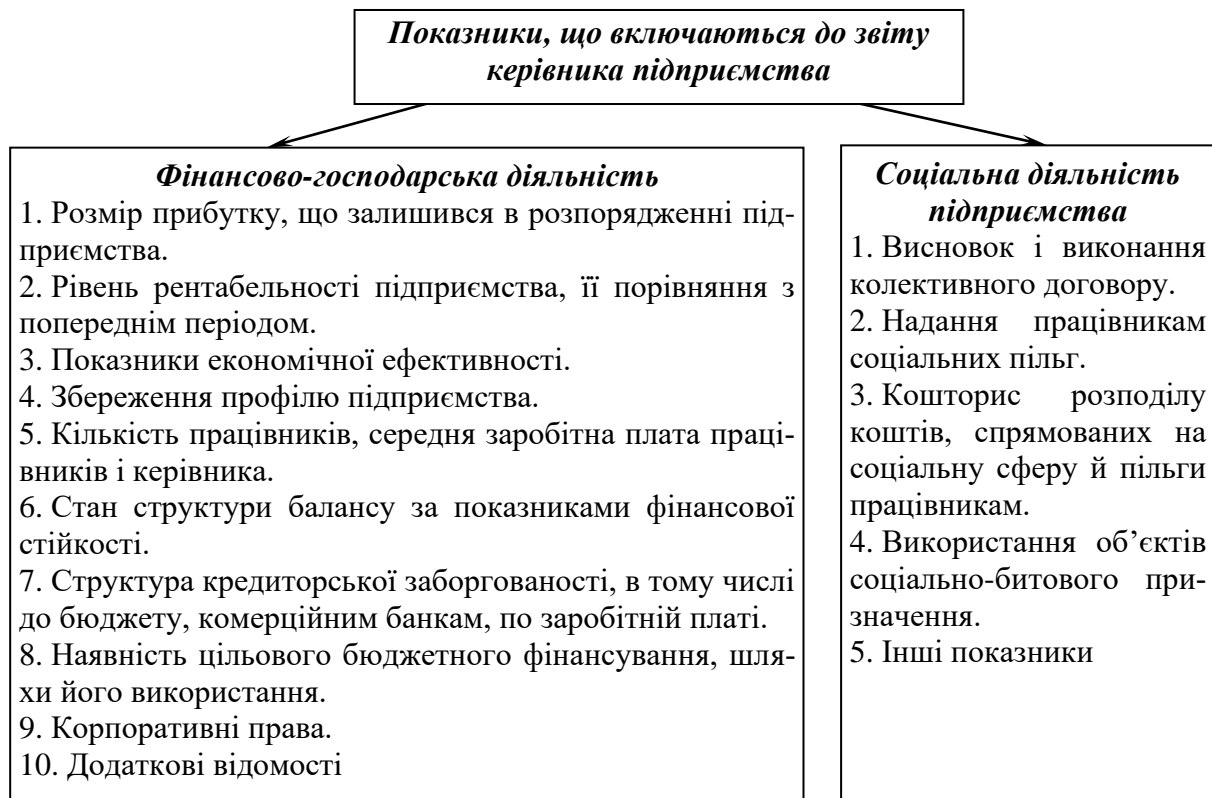 Показники, що включаються до звіту
керівника підприємства
Фінансово-господарська діяльність
1. Розмір прибутку, що залишився в розпорядженні під-
приємства.
2. Рівень рентабельності підприємства, її порівняння з
попереднім періодом.
3. Показники економічної ефективності.
4. Збереження профілю підприємства.
5. Кількість працівників, середня заробітна плата праці-
вників і керівника.
6. Стан структури балансу за показниками фінансової
стійкості.
7. Структура кредиторської заборгованості, в тому числі
до бюджету, комерційним банкам, по заробітній платі.
8. Наявність цільового бюджетного фінансування, шля-
хи його використання.
9. Корпоративні права.
10. Додаткові відомості
Соціальна діяльність
підприємства
1. Висновок і виконання
колективного договору.
2. Надання працівникам
соціальних пільг.
3. Кошторис розподілу
коштів, спрямованих на
соціальну сферу й пільги
працівникам.
4. Використання об’єктів
соціально-битового при-
значення.
5. Інші показники